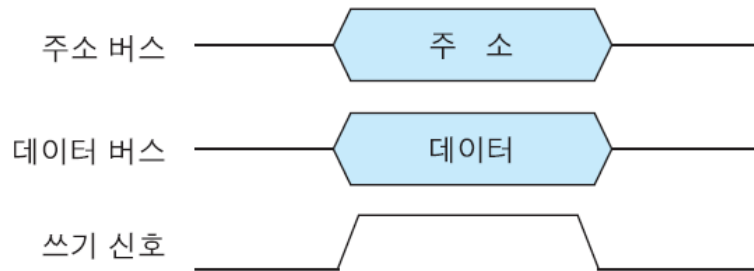 주소 버스
주 소
데이터 버스
데이터
쓰기 신호